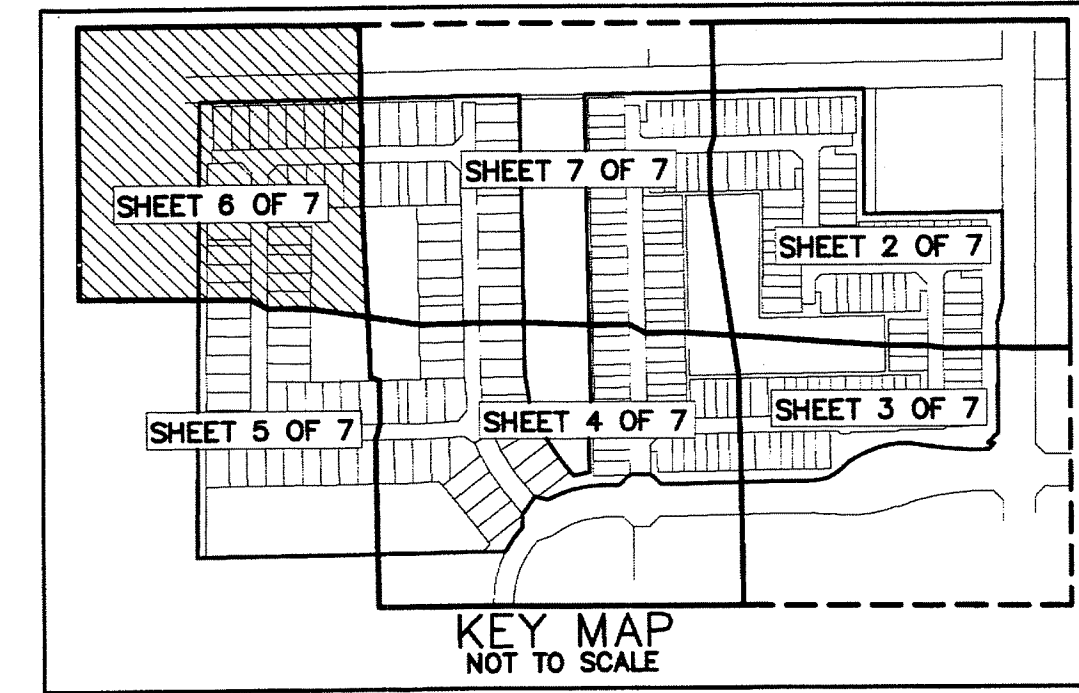 SHEET 7 OF 7
SHEET 6 OF 7
SHEET 2 OF 7
SHEET 5 OF 7
SHEET 4 OF 7
SHEET 3 OF 7
KEY MAP
NOT TO SCALE